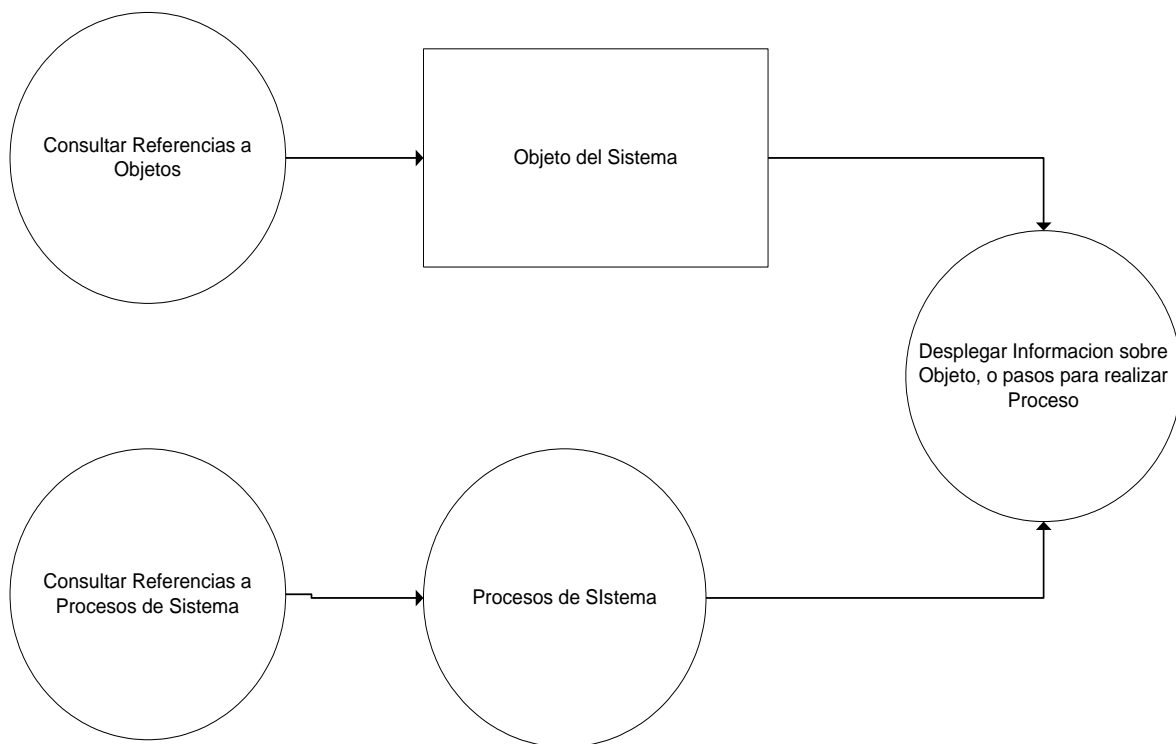 Consultar Referencias a
Objetos
Objeto del Sistema
Desplegar Informacion sobre
Objeto, o pasos para realizar
Proceso
Consultar Referencias a
Procesos de Sistema
Procesos de SIstema